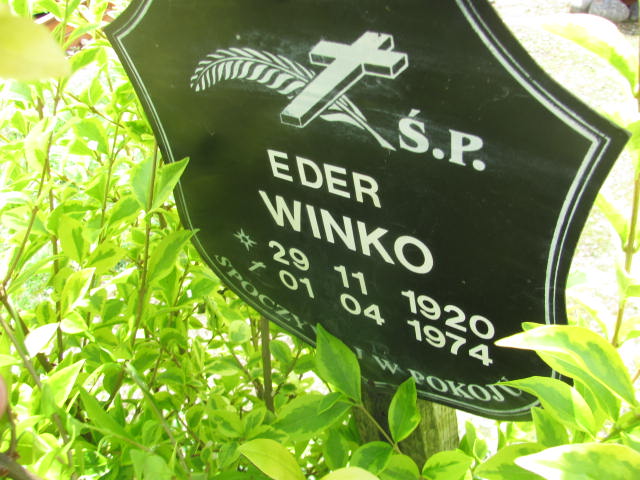 Ś.P.
EDER
WINKO
29 11 1920
01 04 1974
W POKOJU